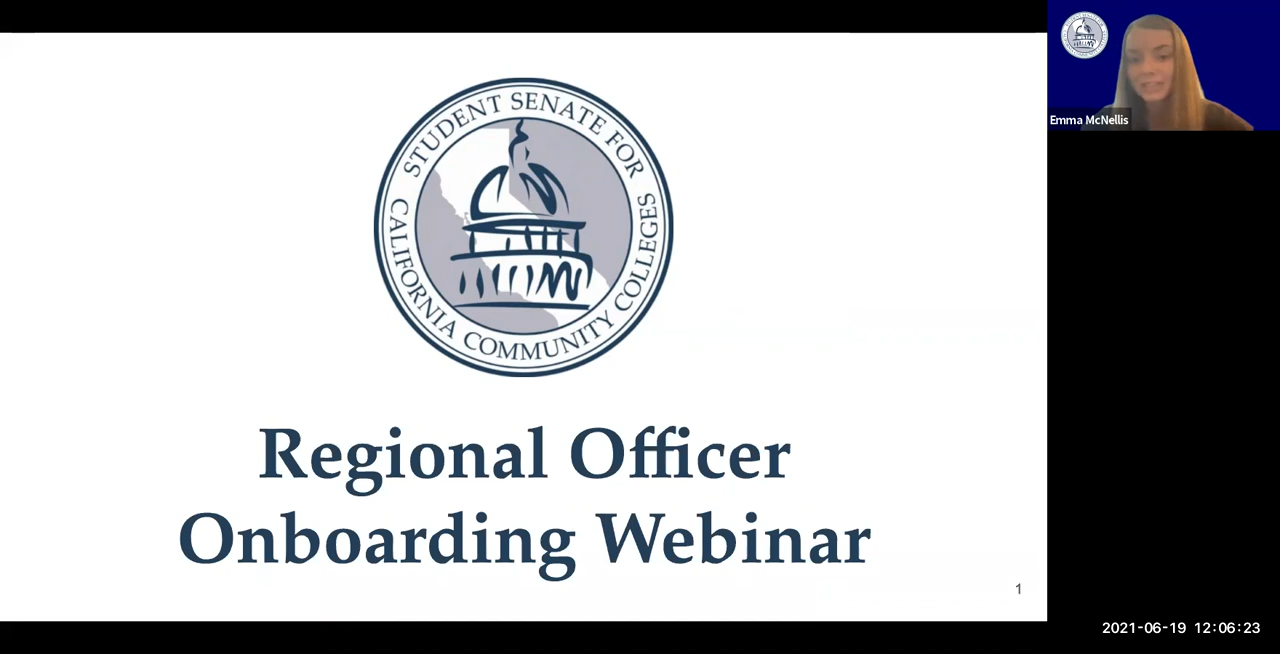 STUDENT SENATE FOR
CALIFORNIA COMMUNITY COLLEGES
Regional Officer
Onboarding Webinar
1
Emma McNellis
2021-06-19 12:06:23